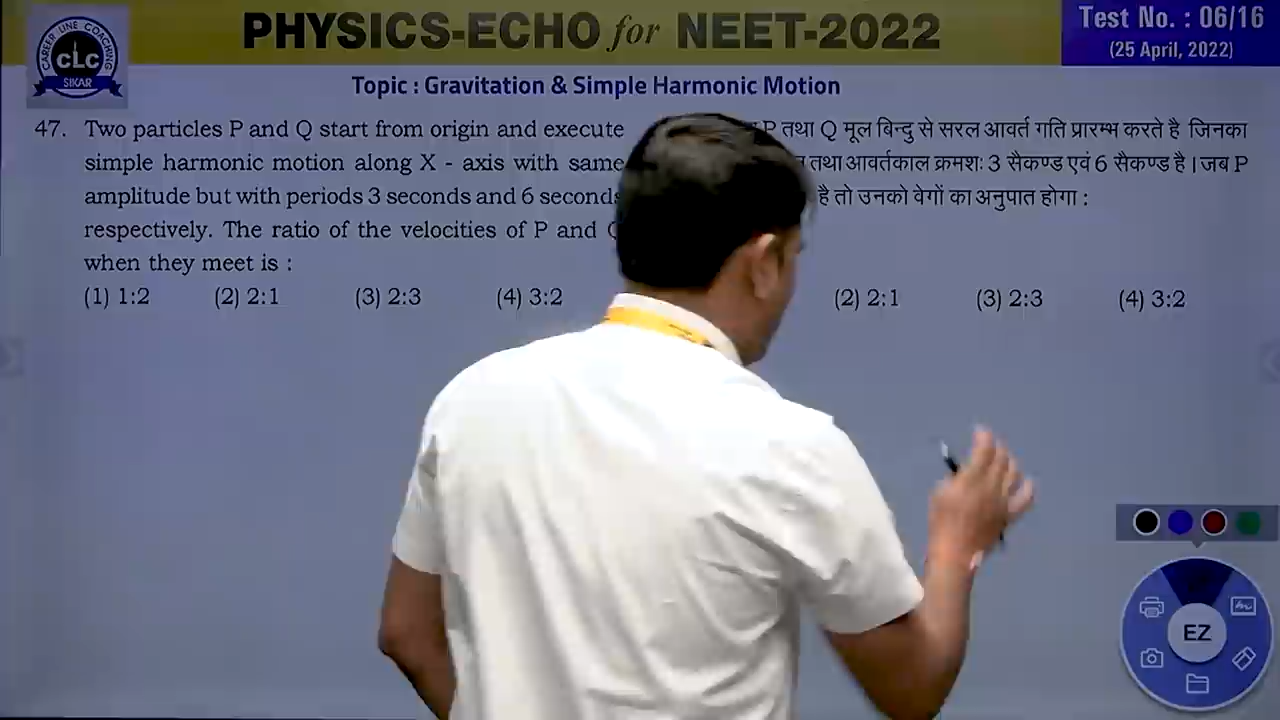 CAREER LINE COACHING
CLC
SIKAR
PHYSICS-ECHO for NEET-2022
Test No. : 06/16
(25 April, 2022)
Topic : Gravitation & Simple Harmonic Motion
47. Two particles P and Q start from origin and execute
simple harmonic motion along X - axis with same
amplitude but with periods 3 seconds and 6 seconds
respectively. The ratio of the velocities of P and
when they meet is :
(1) 1:2 (2) 2:1 (3) 2:3 (4) 3:2
P तथा Q मूल बिन्दु से सरल आवर्त गति प्रारम्भ करते है जिनका
तथा आवर्तकाल क्रमशः 3 सैकण्ड एवं 6 सैकण्ड है। जब P
है तो उनको वेगों का अनुपात होगा :
(2) 2:1 (3) 2:3 (4) 3:2
EZ